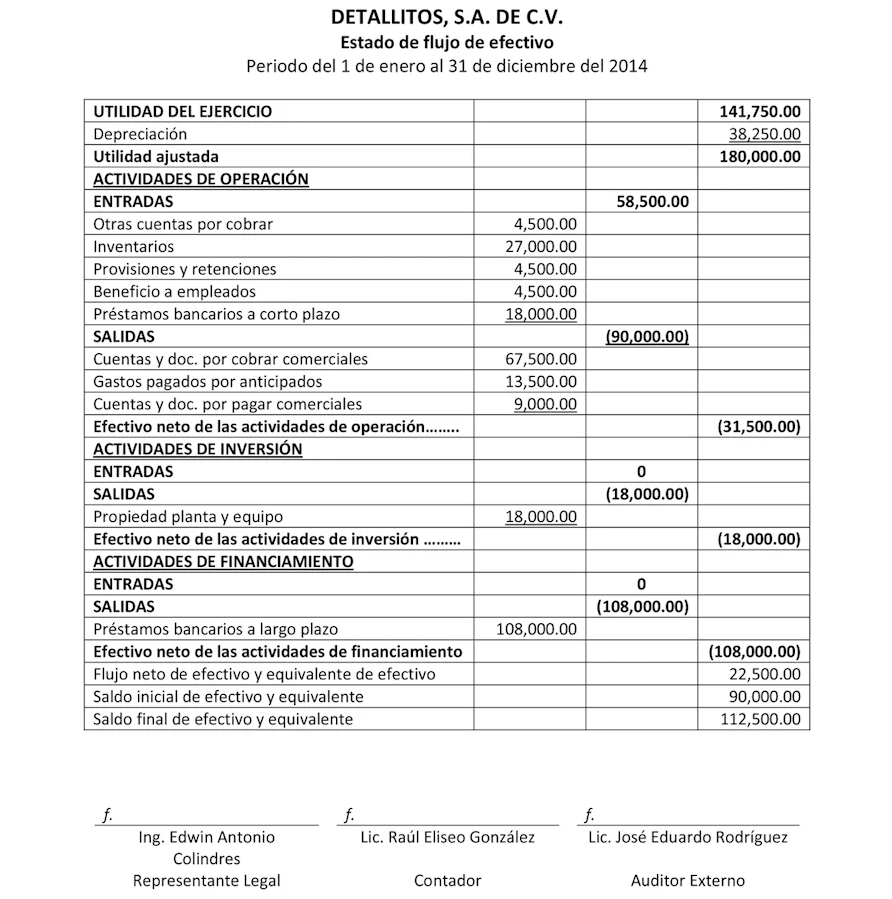 DETALLITOS, S.A. DE C.V.
Estado de flujo de efectivo
Periodo del 1 de enero al 31 de diciembre del 2014
UTILIDAD DEL EJERCICIO 141,750.00
Depreciación 38,250.00
Utilidad ajustada 180,000.00
ACTIVIDADES DE OPERACIÓN
ENTRADAS 58,500.00
Otras cuentas por cobrar 4,500.00
Inventarios 27,000.00
Provisiones y retenciones 4,500.00
Beneficio a empleados 4,500.00
Préstamos bancarios a corto plazo 18,000.00
SALIDAS (90,000.00)
Cuentas y doc. por cobrar comerciales 67,500.00
Gastos pagados por anticipados 13,500.00
Cuentas y doc. por pagar comerciales 9,000.00
Efectivo neto de las actividades de operación…….. (31,500.00)
ACTIVIDADES DE INVERSIÓN
ENTRADAS 0
SALIDAS (18,000.00)
Propiedad planta y equipo 18,000.00
Efectivo neto de las actividades de inversión ……… (18,000.00)
ACTIVIDADES DE FINANCIAMIENTO
ENTRADAS 0
SALIDAS (108,000.00)
Préstamos bancarios a largo plazo 108,000.00
Efectivo neto de las actividades de financiamiento (108,000.00)
Flujo neto de efectivo y equivalente de efectivo 22,500.00
Saldo inicial de efectivo y equivalente 90,000.00
Saldo final de efectivo y equivalente 112,500.00
f. f. f.
Ing. Edwin Antonio Lic. Raúl Eliseo González Lic. José Eduardo Rodríguez
Colindres
Representante Legal Contador Auditor Externo